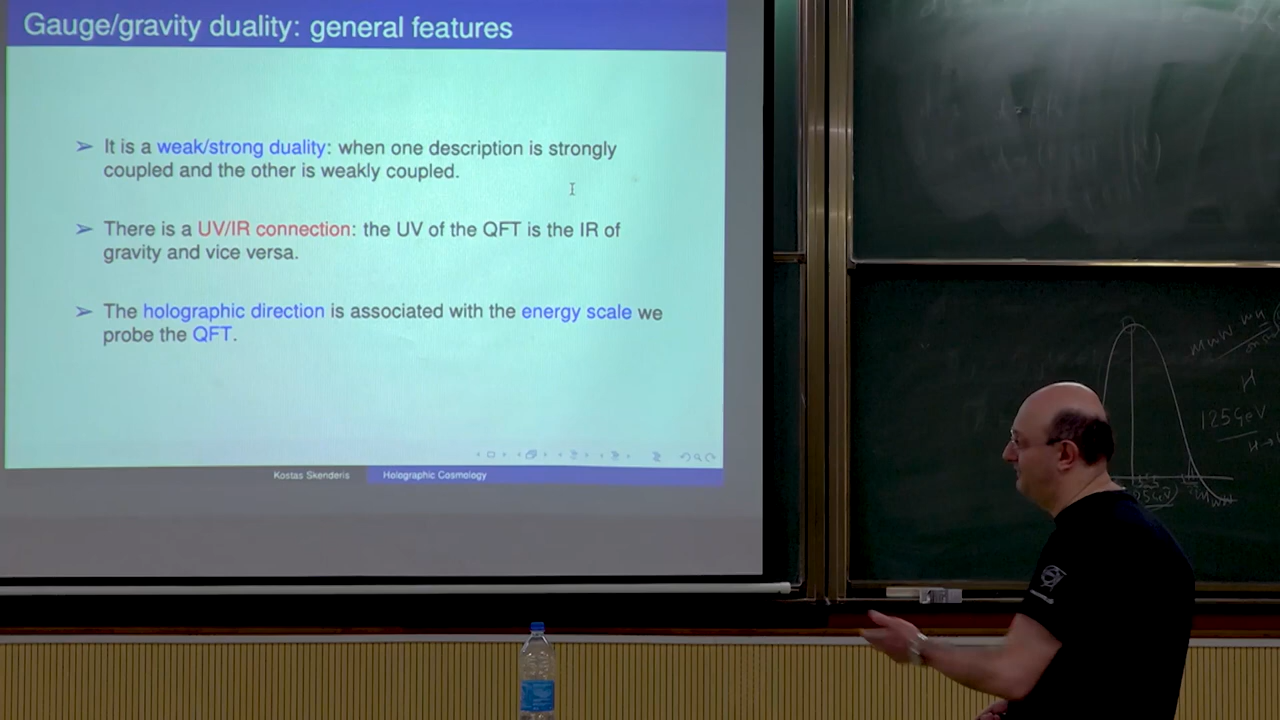 Gauge/gravity duality: general features
➢ It is a weak/strong duality: when one description is strongly
coupled and the other is weakly coupled.
➢ There is a UV/IR connection: the UV of the QFT is the IR of
gravity and vice versa.
➢ The holographic direction is associated with the energy scale we
probe the QFT.
Kostas Skenderis Holographic Cosmology
H
125 GeV
H→